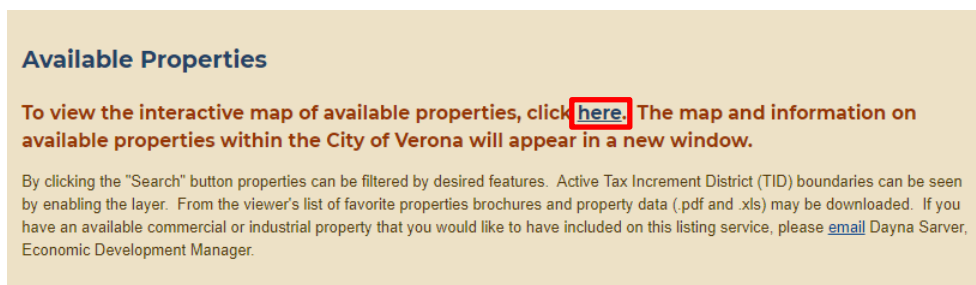 Available Properties
To view the interactive map of available properties, click here. The map and information on
available properties within the City of Verona will appear in a new window.
By clicking the "Search" button properties can be filtered by desired features.  Active Tax Increment District (TID) boundaries can be seen
by enabling the layer.  From the viewer's list of favorite properties brochures and property data (.pdf and .xls) may be downloaded.  If you
have an available commercial or industrial property that you would like to have included on this listing service, please email Dayna Sarver,
Economic Development Manager.